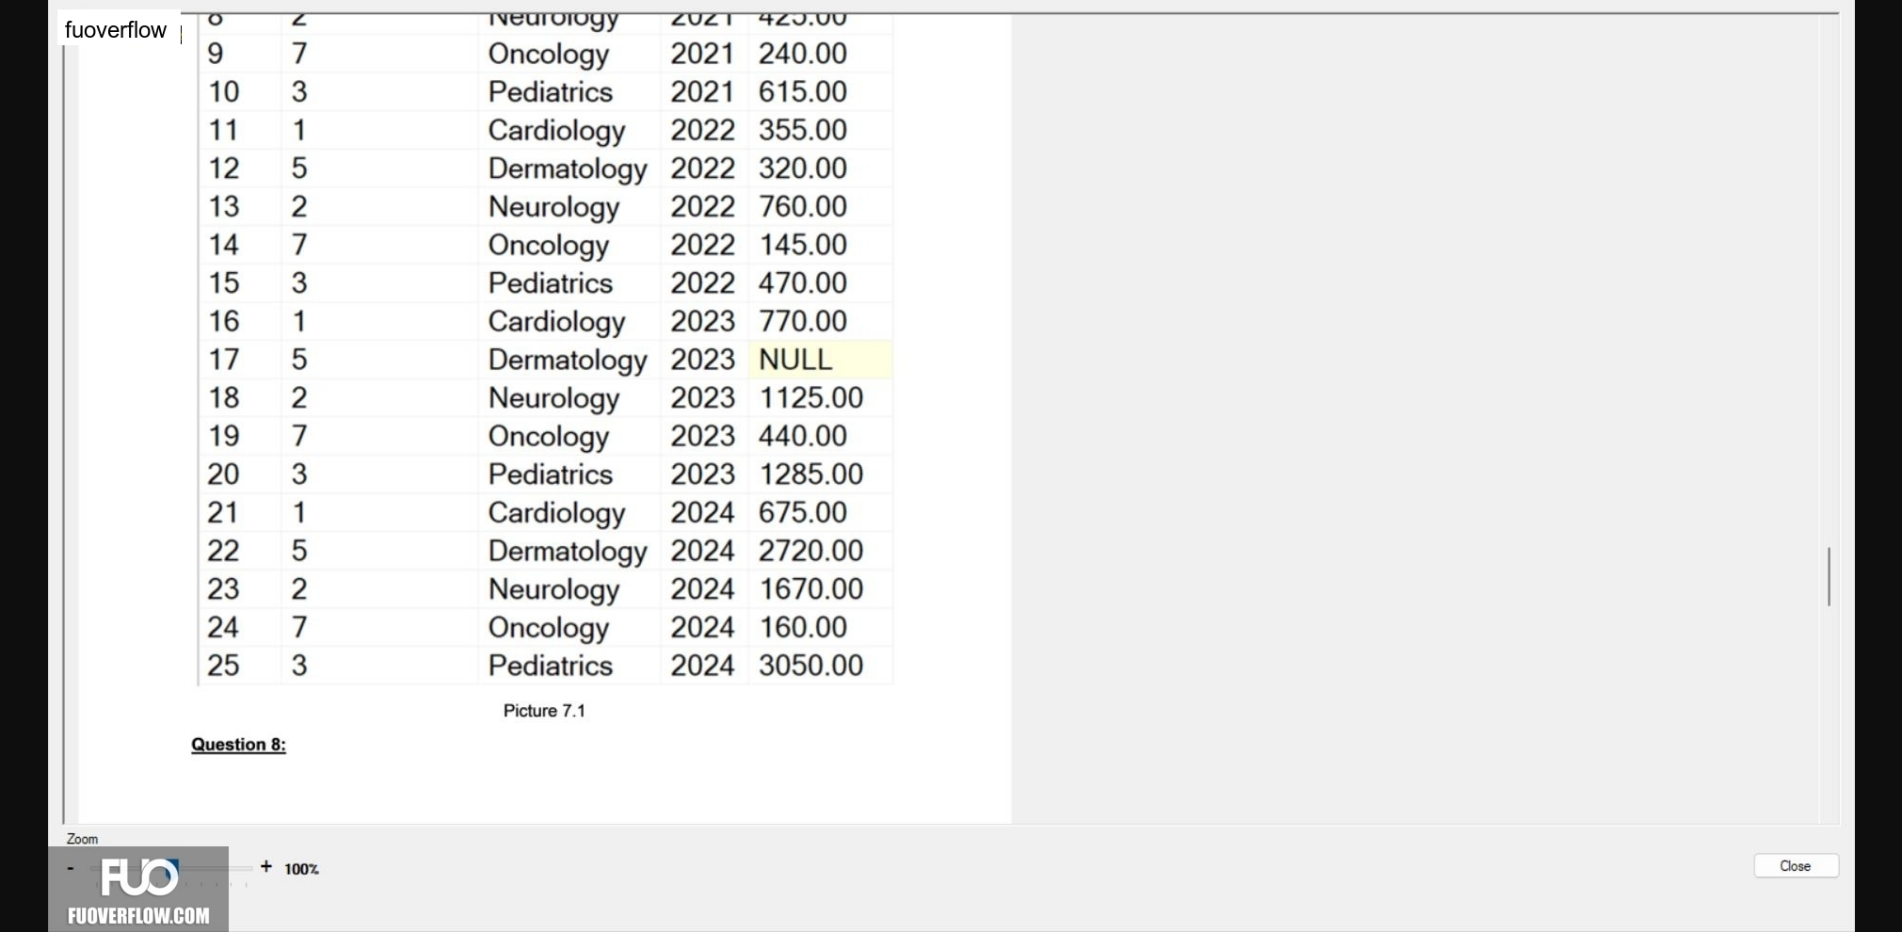 fuoverflow
8 2 Neurology 2021 425.00
9 7 Oncology 2021 240.00
10 3 Pediatrics 2021 615.00
11 1 Cardiology 2022 355.00
12 5 Dermatology 2022 320.00
13 2 Neurology 2022 760.00
14 7 Oncology 2022 145.00
15 3 Pediatrics 2022 470.00
16 1 Cardiology 2023 770.00
17 5 Dermatology 2023 NULL
18 2 Neurology 2023 1125.00
19 7 Oncology 2023 440.00
20 3 Pediatrics 2023 1285.00
21 1 Cardiology 2024 675.00
22 5 Dermatology 2024 2720.00
23 2 Neurology 2024 1670.00
24 7 Oncology 2024 160.00
25 3 Pediatrics 2024 3050.00
Picture 7.1
Question 8:
Zoom
- + 100%
Close
FUO
FUOVERFLOW.COM